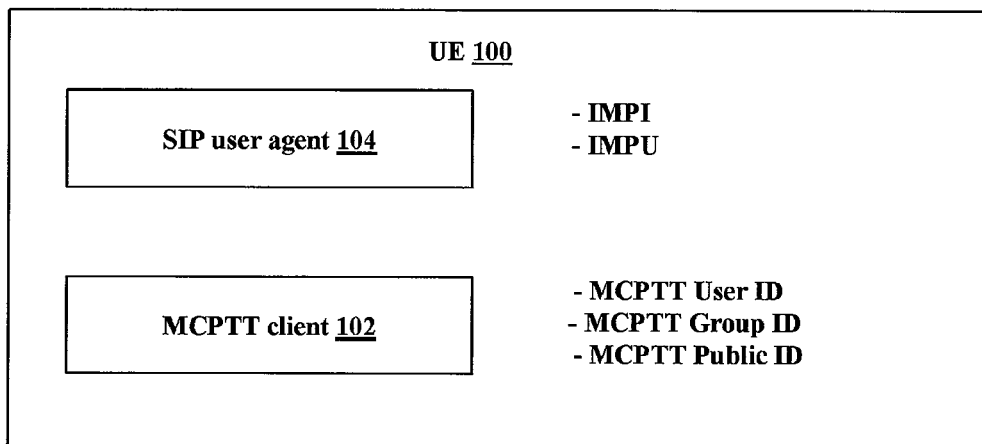 UE 100
SIP user agent 104
- IMPI
- IMPU
MCPTT client 102
- MCPTT User ID
- MCPTT Group ID
- MCPTT Public ID